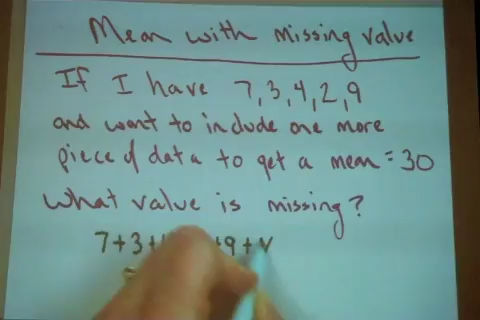 Mean with missing value
If I have 7, 3, 4, 2, 9
and want to include one more
piece of data to get a mean = 30
What value is missing?
7 + 3 + +9 +